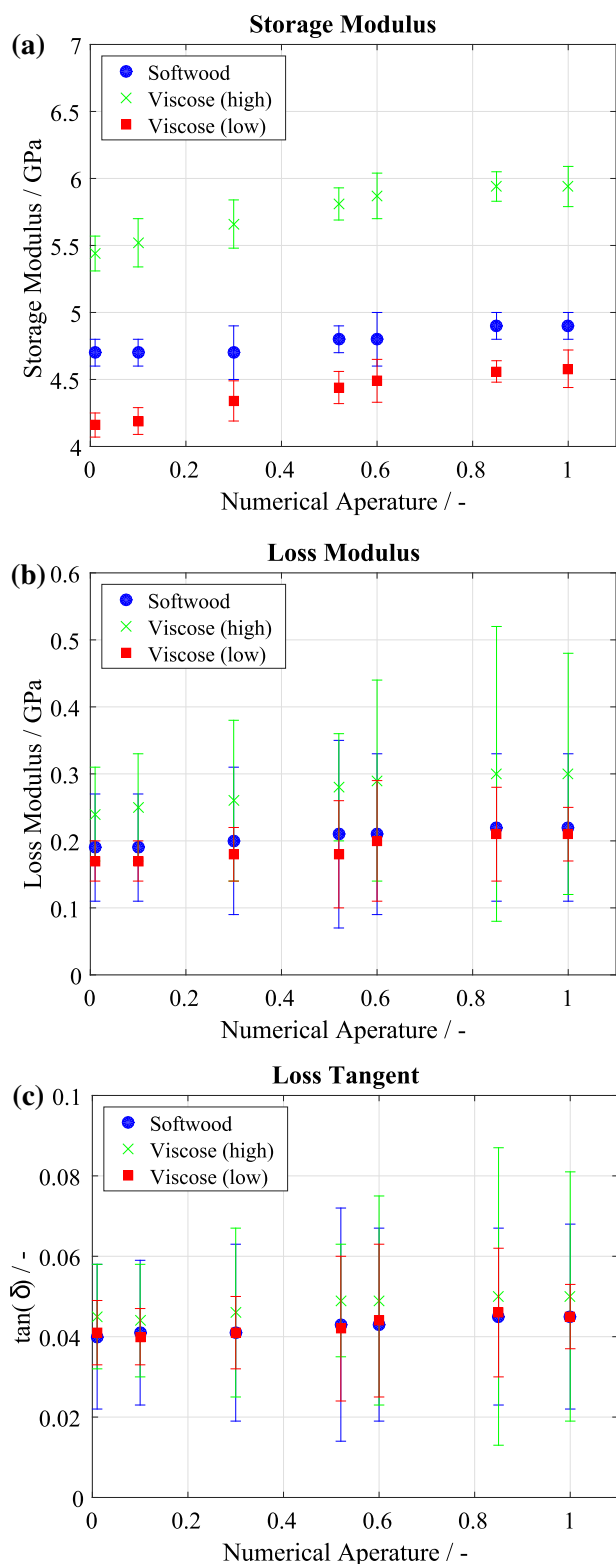 Storage Modulus
(a)
Softwood
Viscose (high)
Viscose (low)
Storage Modulus / GPa
7
6.5
6
5.5
5
4.5
4
0
0.2
0.4
0.6
0.8
1
Numerical Aperature / -
Loss Modulus
(b)
Softwood
Viscose (high)
Viscose (low)
Loss Modulus / GPa
0.6
0.5
0.4
0.3
0.2
0.1
0
0
0.2
0.4
0.6
0.8
1
Numerical Aperature / -
Loss Tangent
(c)
Softwood
Viscose (high)
Viscose (low)
tan( δ) / -
0.1
0.08
0.06
0.04
0.02
0
0
0.2
0.4
0.6
0.8
1
Numerical Aperature / -